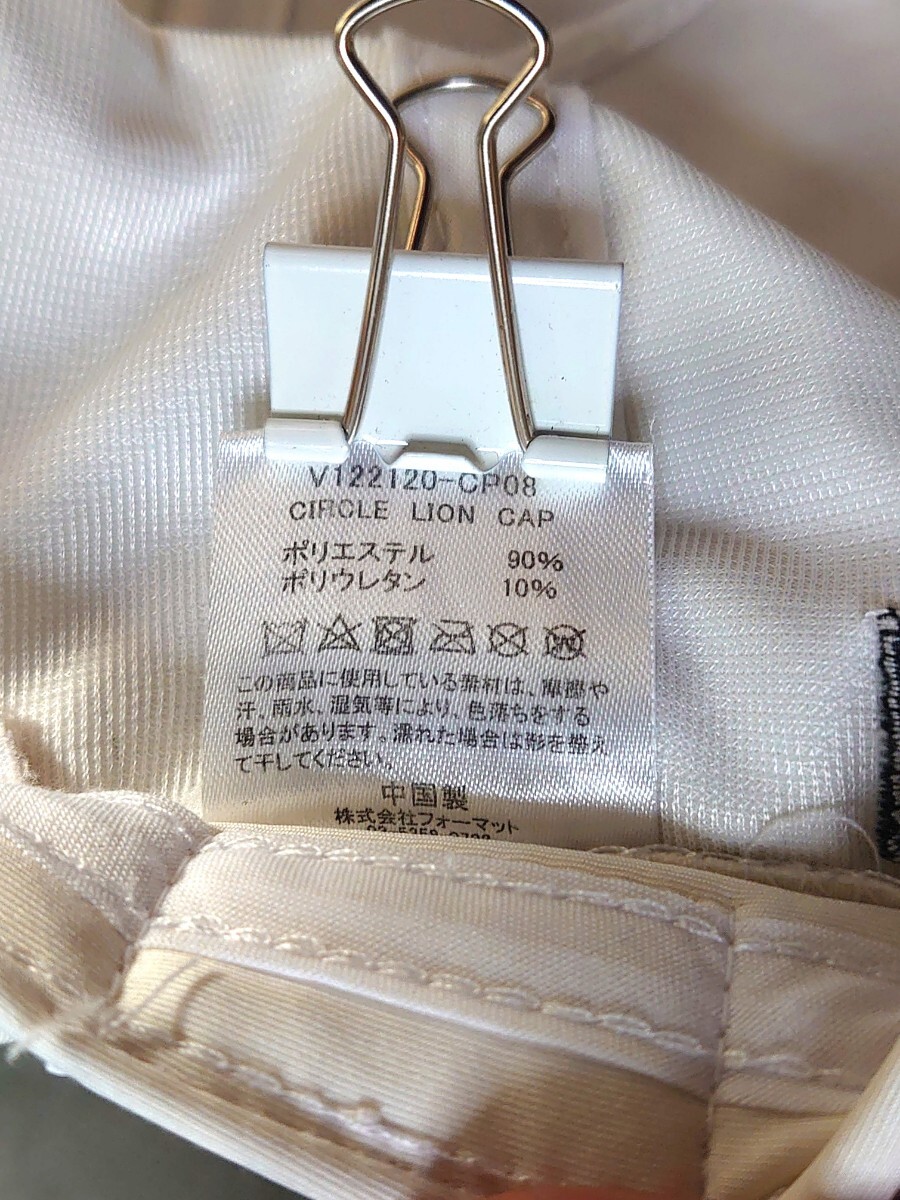 V122120-CP08
CIRCLE LION CAP
ポリエステル 90%
ポリウレタン 10%
この商品に使用している素材は、摩擦や
汗。雨水、湿気等により、色落ちをする
場合があります。濡れた場合は形を整え
て干してください。
中国製
株式会社フォーマット